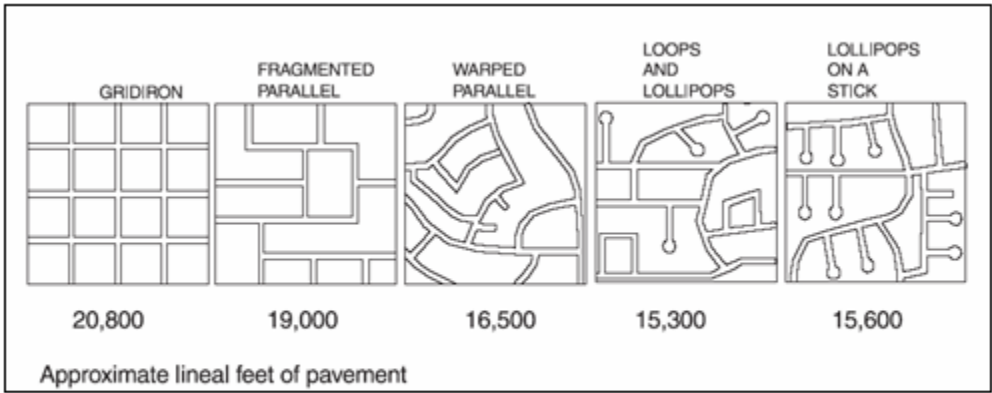 GRIDIRON
FRAGMENTED
PARALLEL
WARPED
PARALLEL
LOOPS
AND
LOLLIPOPS
LOLLIPOPS
ON A
STICK
20,800
19,000
16,500
15,300
15,600
Approximate lineal feet of pavement